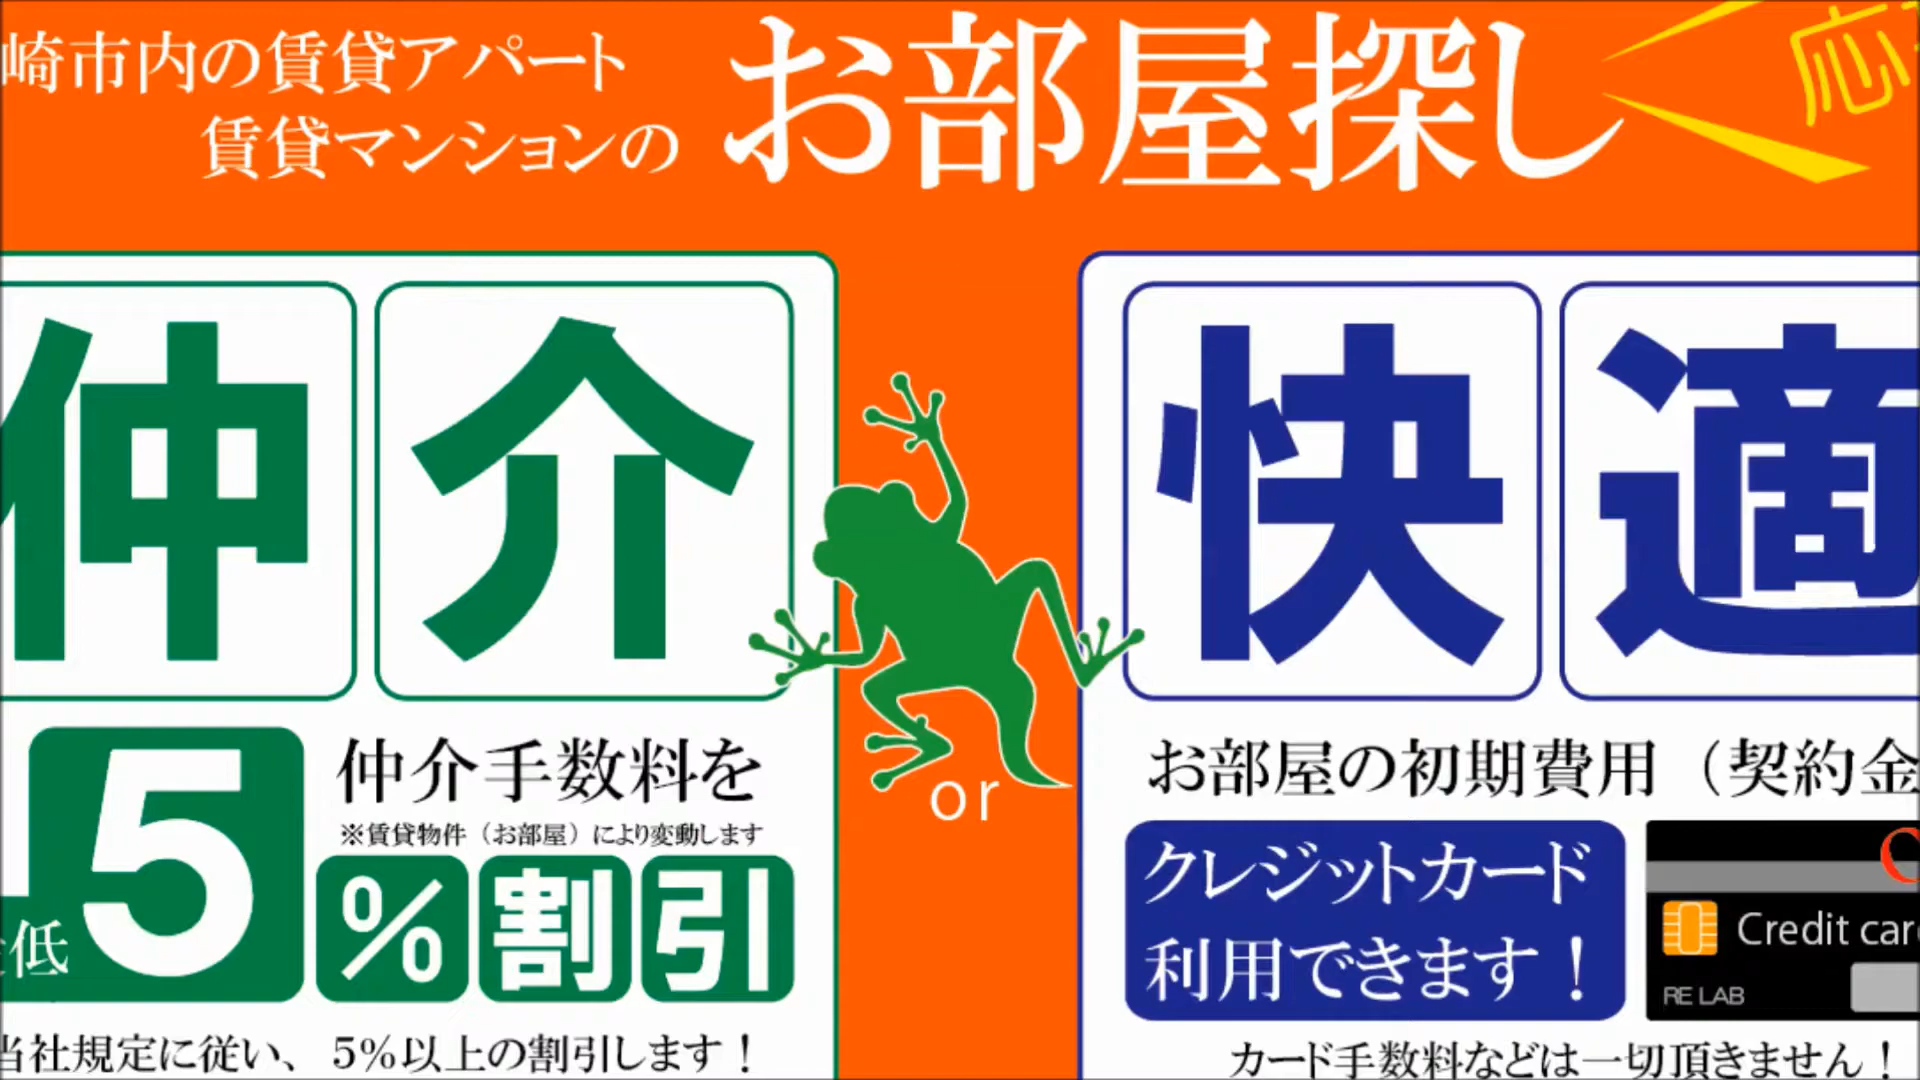 崎市内の賃貸アパート
賃貸マンションの
お部屋探し
応
仲介
5
低
仲介手数料を
※賃貸物件（お部屋）により変動します
%割引
当社規定に従い、5%以上の割引します！
or
快適
お部屋の初期費用（契約金
クレジットカード
利用できます！
Credit car
RE LAB
カード手数料などは一切頂きません！